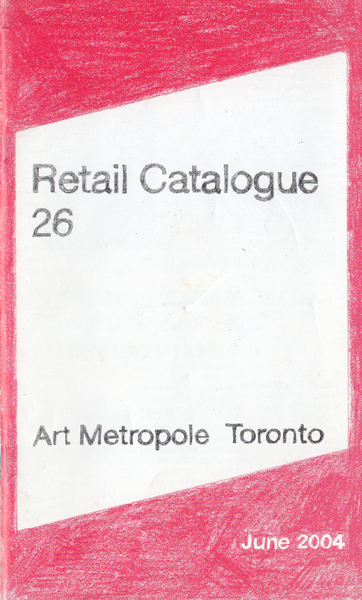 Retail Catalogue
26
Art Metropole Toronto
June 2004